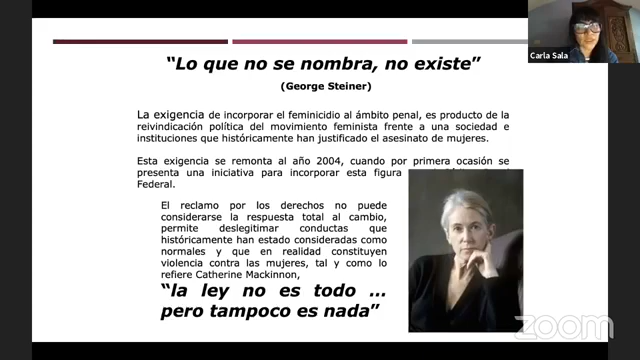 Carla Sala
“Lo que no se nombra, no existe”
(George Steiner)
La exigencia de incorporar el feminicidio al ámbito penal, es producto de la
reivindicación política del movimiento feminista frente a una sociedad e
instituciones que históricamente han justificado el asesinato de mujeres.
Esta exigencia se remonta al año 2004, cuando por primera ocasión se
presenta una iniciativa para incorporar esta figura
Federal.
El reclamo por los derechos no puede
considerarse la respuesta total al cambio,
permite deslegitimar conductas que
históricamente han estado consideradas como
normales y que en realidad constituyen
violencia contra las mujeres, tal y como lo
refiere Catherine Mackinnon,
“la ley no es todo ...
pero tampoco es nada”
zoom